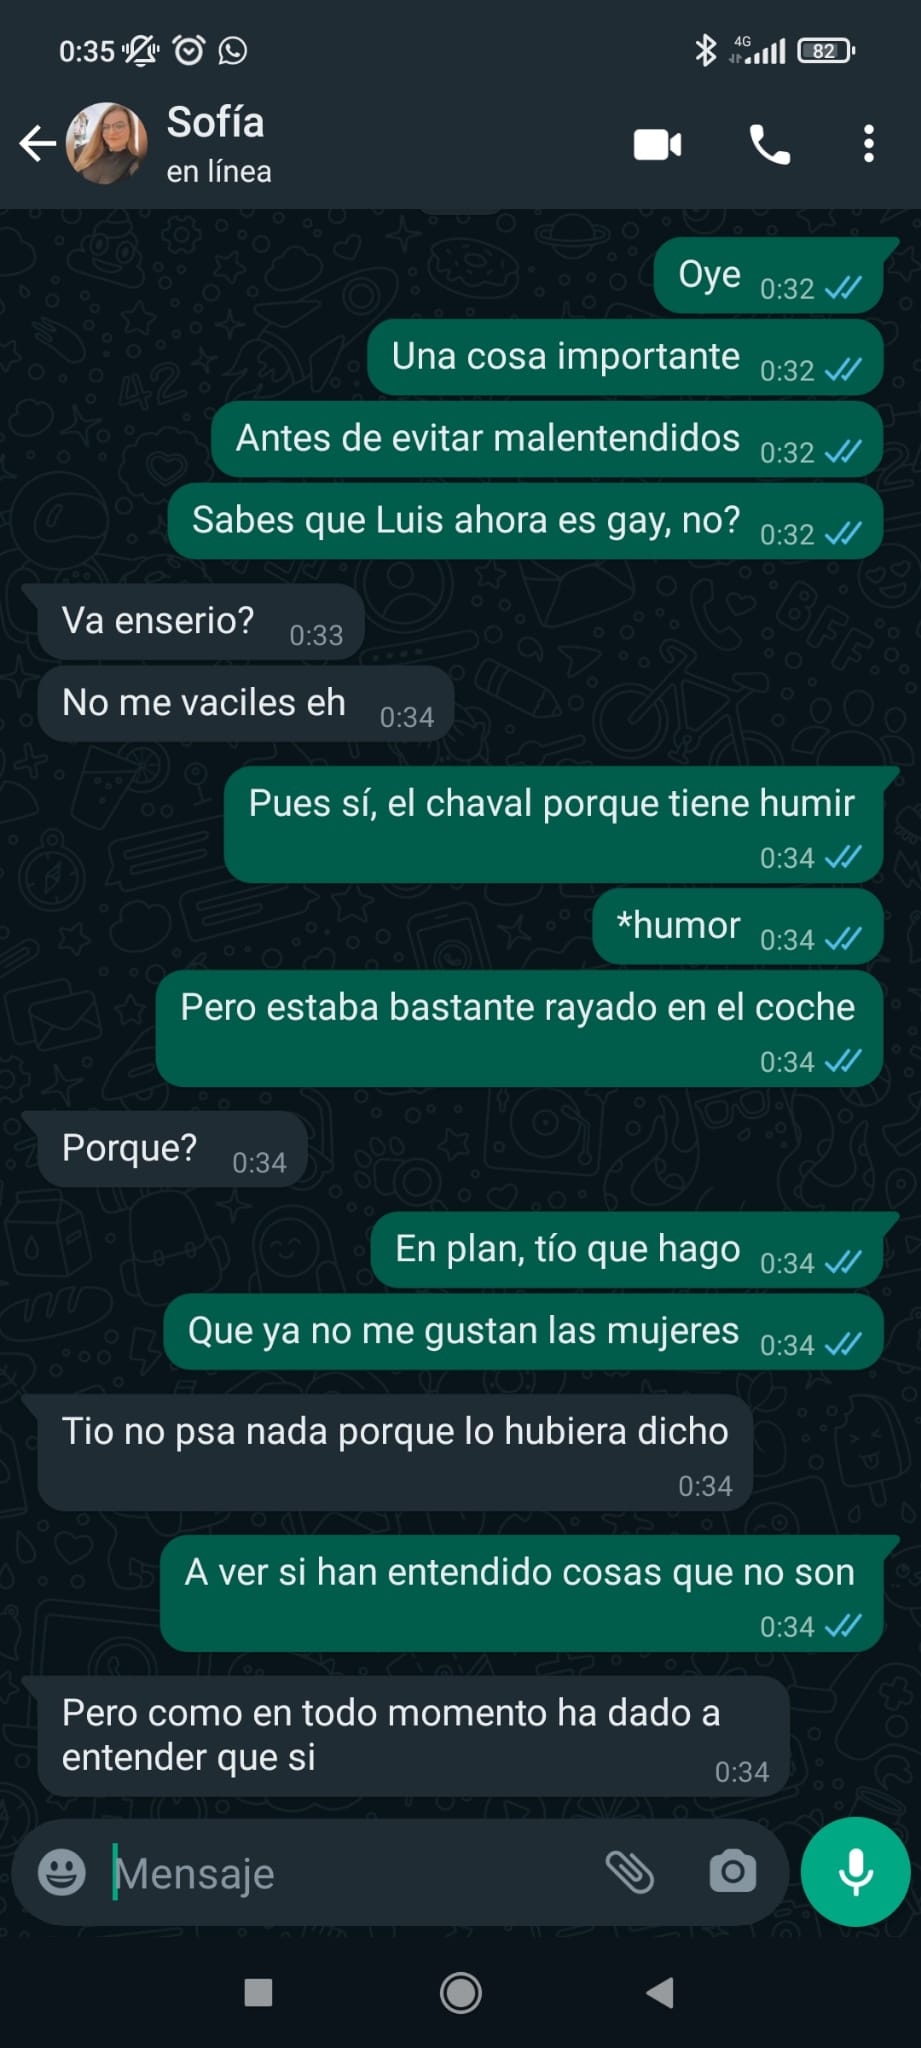 0:35
4G
82
Sofía
en línea
Oye 0:32
Una cosa importante 0:32
Antes de evitar malentendidos 0:32
Sabes que Luis ahora es gay, no? 0:32
Va enserio? 0:33
No me vaciles eh 0:34
Pues sí, el chaval porque tiene humir
0:34
*humor 0:34
Pero estaba bastante rayado en el coche
0:34
Porque? 0:34
En plan, tío que hago 0:34
Que ya no me gustan las mujeres 0:34
Tio no psa nada porque lo hubiera dicho
0:34
A ver si han entendido cosas que no son
0:34
Pero como en todo momento ha dado a
entender que si 0:34
Mensaje